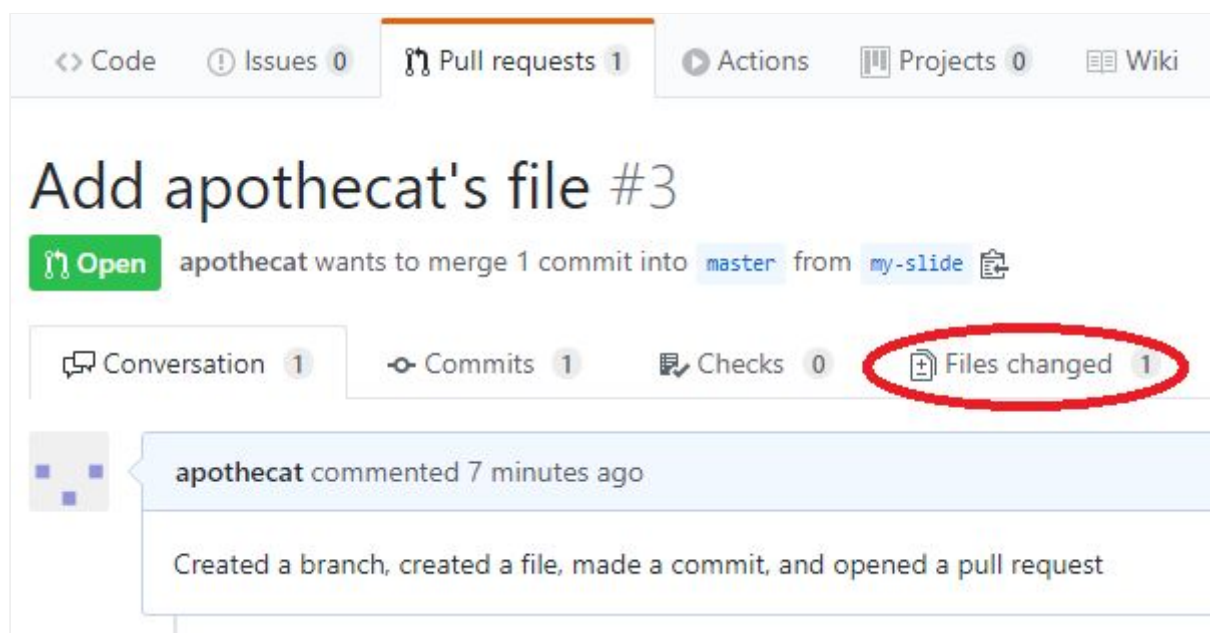 <> Code Issues 0 Pull requests 1 Actions Projects 0 Wiki
Add apothecat's file #3
Open apothecat wants to merge 1 commit into master from my-slide
Conversation 1 Commits 1 Checks 0 Files changed 1
apothecat commented 7 minutes ago
Created a branch, created a file, made a commit, and opened a pull request